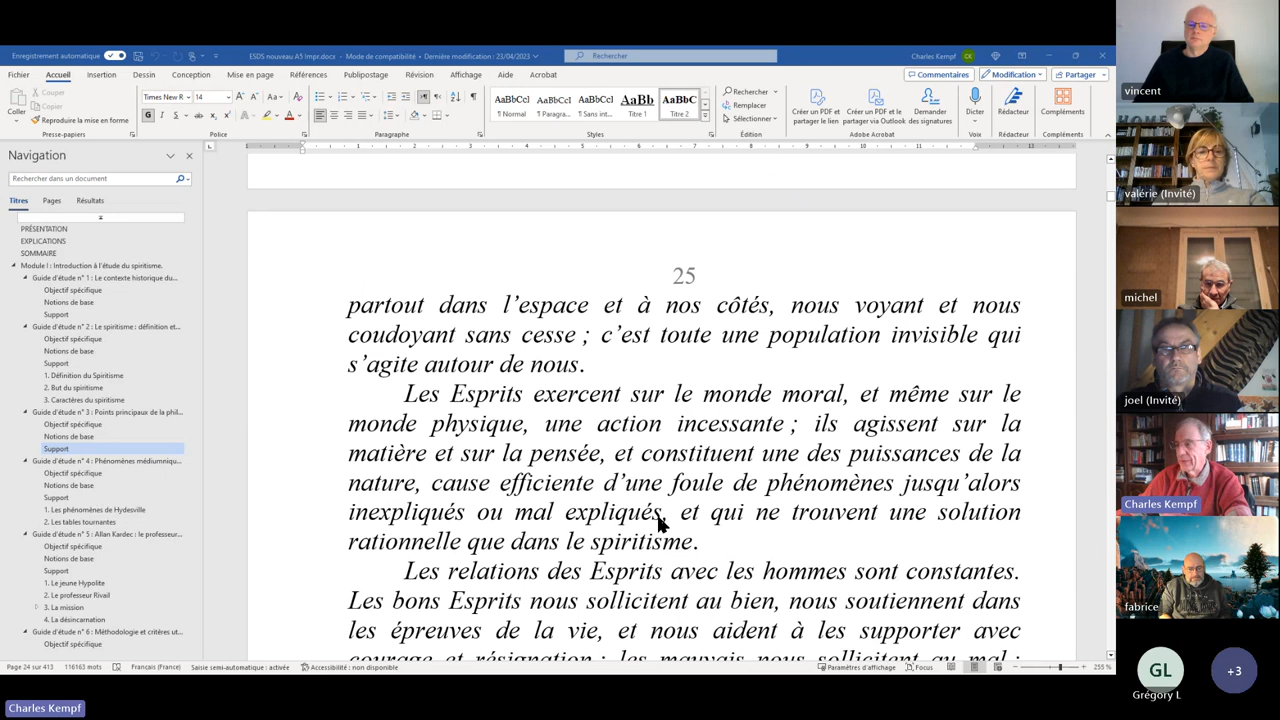 Enregistrement automatique
ESDS nouveau A5 Impr.docx - Mode de compatibilité • Dernière modification : 23/04/2023
Rechercher
Charles Kempf
CK
Fichier Accueil Insertion Dessin Conception Mise en page Références Publipostage Révision Affichage Aide Acrobat
Commentaires Modification Partager
Coller
Couper
Copier
Reproduire la mise en forme
Presse-papiers
Times New R 14
Police
Paragraphe
AaBbCcI AaBbCcI AaBbCcI AaBb AaBbC
¶ Normal ¶ Paragra... ¶ Sans int... Titre 1 Titre 2
Styles
Rechercher
Remplacer
Sélectionner
Édition
Créer un PDF et partager le lien
Créer un PDF et partager via Outlook
Demander des signatures
Adobe Acrobat
Dicter
Voix
Rédacteur
Rédacteur
Compléments
Compléments
Navigation
Rechercher dans un document
Titres Pages Résultats
PRÉSENTATION
EXPLICATIONS
SOMMAIRE
Module I : Introduction à l'étude du spiritisme.
Guide d'étude n° 1 : Le contexte historique du...
Objectif spécifique
Notions de base
Support
Guide d'étude n° 2 : Le spiritisme : définition et...
Objectif spécifique
Notions de base
Support
1. Définition du Spiritisme
2. But du spiritisme
3. Caractères du spiritisme
Guide d'étude n° 3 : Points principaux de la phil...
Objectif spécifique
Notions de base
Support
Guide d'étude n° 4 : Phénomènes médiumniqu...
Objectif spécifique
Notions de base
Support
1. Les phénomènes de Hydesville
2. Les tables tournantes
Guide d'étude n° 5 : Allan Kardec : le professeur...
Objectif spécifique
Notions de base
Support
1. Le jeune Hypolite
2. Le professeur Rivail
3. La mission
4. La désincarnation
Guide d'étude n° 6 : Méthodologie et critères ut...
Objectif spécifique
25
partout dans l'espace et à nos côtés, nous voyant et nous
coudoyant sans cesse ; c'est toute une population invisible qui
s'agite autour de nous.
Les Esprits exercent sur le monde moral, et même sur le
monde physique, une action incessante ; ils agissent sur la
matière et sur la pensée, et constituent une des puissances de la
nature, cause efficiente d'une foule de phénomènes jusqu'alors
inexpliqués ou mal expliqués, et qui ne trouvent une solution
rationnelle que dans le spiritisme.
Les relations des Esprits avec les hommes sont constantes.
Les bons Esprits nous sollicitent au bien, nous soutiennent dans
les épreuves de la vie, et nous aident à les supporter avec
courage et résignation ; les mauvais nous sollicitent au mal :
Page 24 sur 413 116163 mots Français (France) Saisie semi-automatique : activée Accessibilité : non disponible
Paramètres d'affichage Focus 255 %
vincent
valérie (Invité)
michel
joel (Invité)
Charles Kempf
fabrice
GL
Grégory L
+3
Charles Kempf